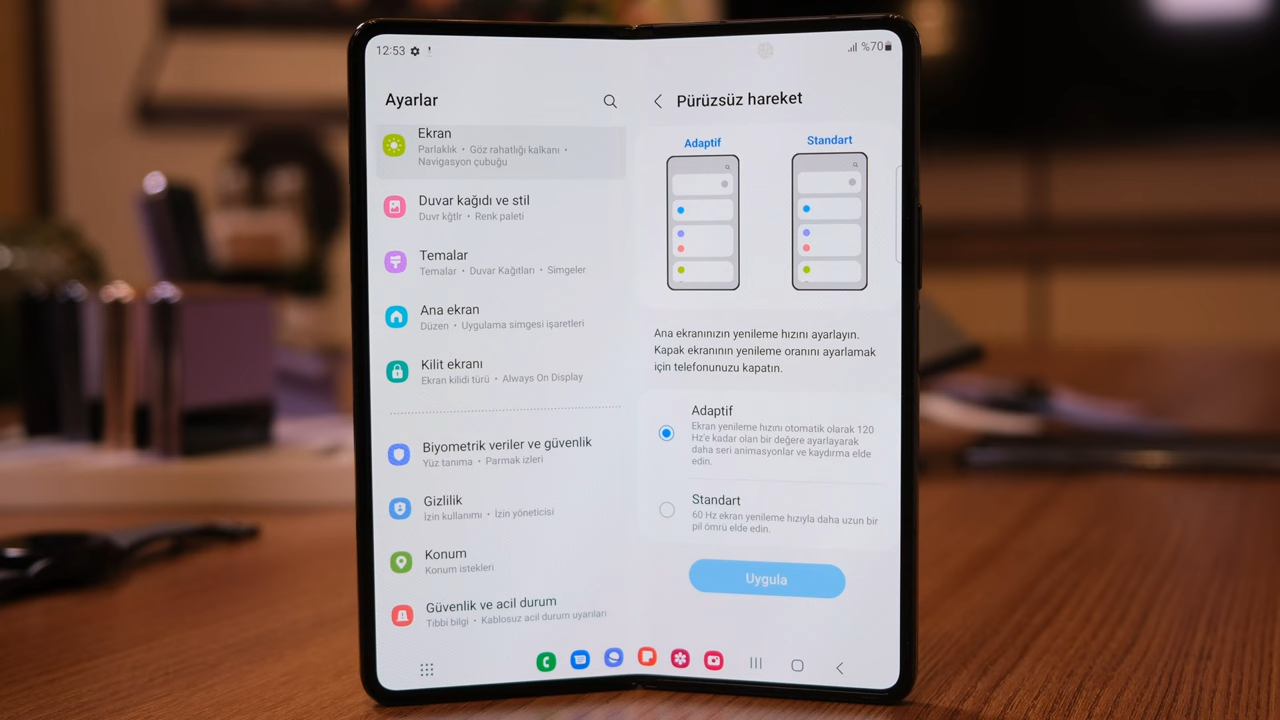 12:53
%70
Ayarlar
Ekran
Parlaklık • Göz rahatlığı kalkanı •
Navigasyon çubuğu
Duvar kağıdı ve stil
Duvr kğtlr • Renk paleti
Temalar
Temalar • Duvar Kağıtları • Simgeler
Ana ekran
Düzen • Uygulama simgesi işaretleri
Kilit ekranı
Ekran kilidi türü • Always On Display
Biyometrik veriler ve güvenlik
Yüz tanıma • Parmak izleri
Gizlilik
İzin kullanımı • İzin yöneticisi
Konum
Konum istekleri
Güvenlik ve acil durum
Tıbbi bilgi • Kablosuz acil durum uyarıları
Pürüzsüz hareket
Adaptif
Standart
Ana ekranınızın yenileme hızını ayarlayın.
Kapak ekranının yenileme oranını ayarlamak
için telefonunuzu kapatın.
Adaptif
Ekran yenileme hızını otomatik olarak 120
Hz'e kadar olan bir değere ayarlayarak
daha seri animasyonlar ve kaydırma elde
edin.
Standart
60 Hz ekran yenileme hızıyla daha uzun bir
pil ömrü elde edin.
Uygula